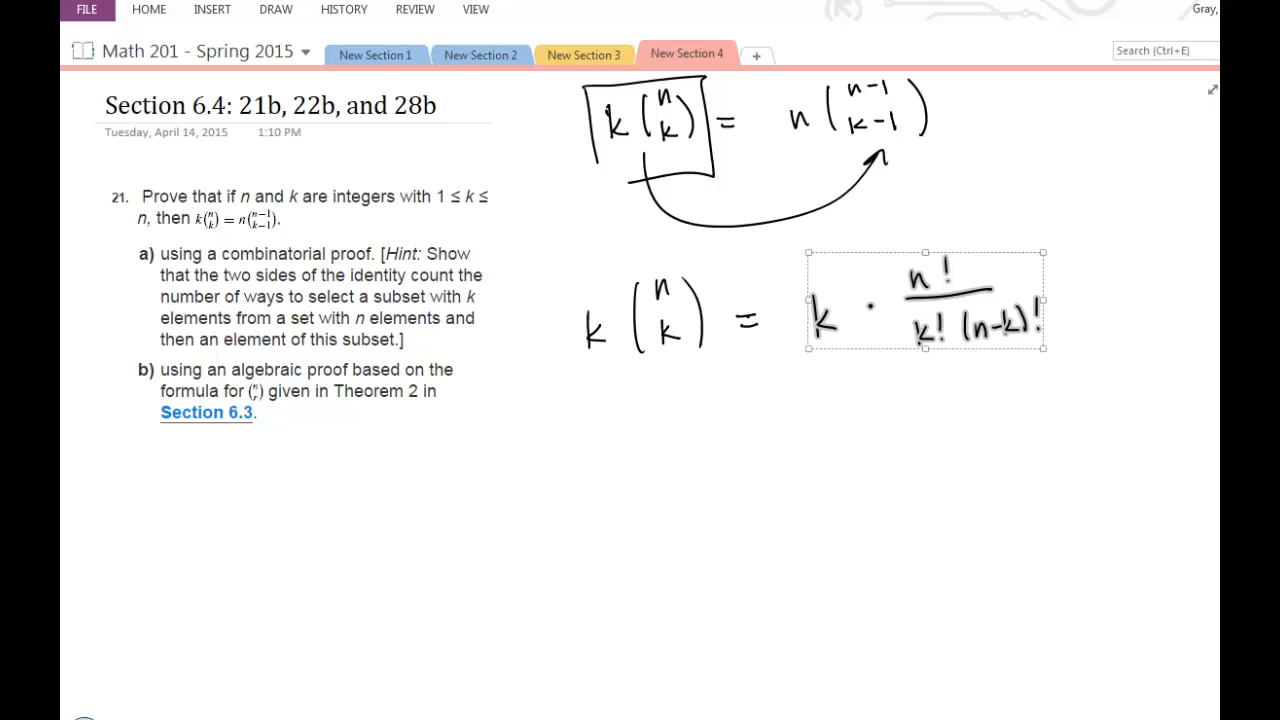 FILE HOME INSERT DRAW HISTORY REVIEW VIEW Gray,
Math 201 - Spring 2015 New Section 1 New Section 2 New Section 3 New Section 4 + Search (Ctrl+E)
Section 6.4: 21b, 22b, and 28b
Tuesday, April 14, 2015 1:10 PM
k (n k) = n (n-1 k-1)
21. Prove that if n and k are integers with 1 ≤ k ≤
n, then k(n k) = n(n−1 k−1).
a) using a combinatorial proof. [Hint: Show
that the two sides of the identity count the
number of ways to select a subset with k
elements from a set with n elements and
then an element of this subset.]
b) using an algebraic proof based on the
formula for (n r) given in Theorem 2 in
Section 6.3.
k (n k) = k · n! / k! (n-k)!